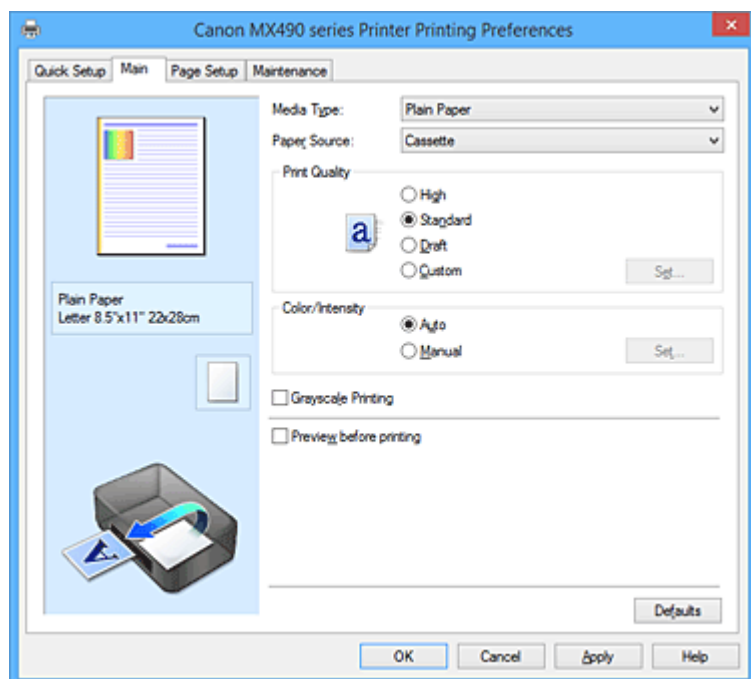 Canon MX490 series Printer Printing Preferences
Quick Setup Main Page Setup Maintenance
Media Type: Plain Paper
Paper Source: Cassette
Print Quality
High
a Standard
Draft
Custom Set...
Plain Paper
Letter 8.5"x11" 22x28cm
Color/Intensity
Auto
Manual Set...
Grayscale Printing
Preview before printing
A
Defaults
OK Cancel Apply Help